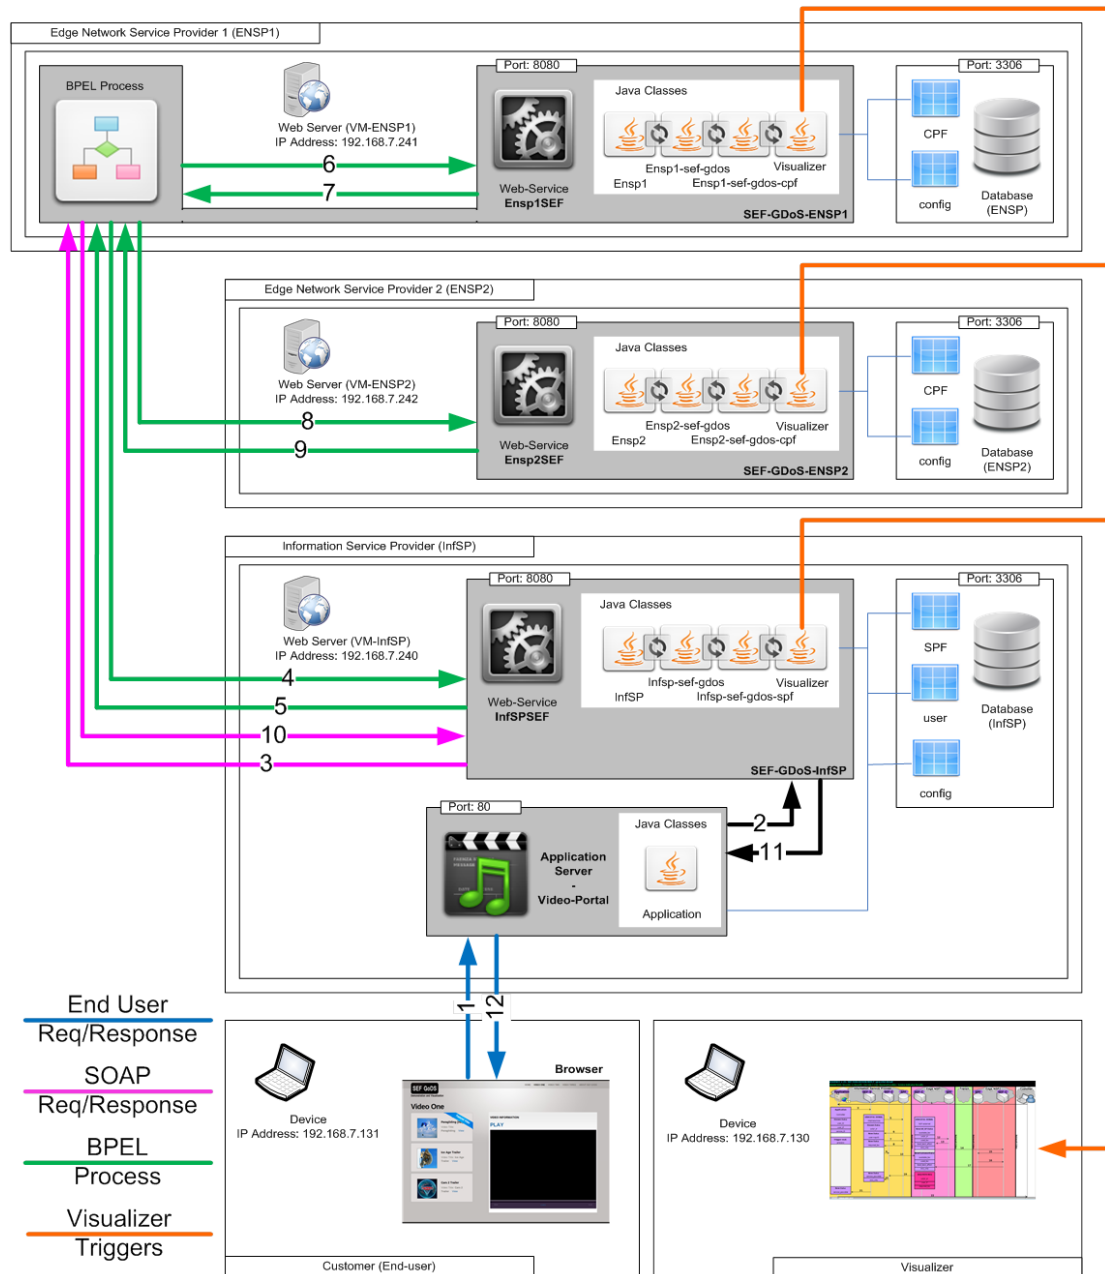 Edge Network Service Provider 1 (ENSP1)
BPEL Process
Web Server (VM-ENSP1)
IP Address: 192.168.7.241
6
7
Port: 8080
Web-Service
Ensp1SEF
Java Classes
Ensp1-sef-gdos
Visualizer
Ensp1
Ensp1-sef-gdos-cpf
SEF-GDoS-ENSP1
Port: 3306
CPF
config
Database
(ENSP)
Edge Network Service Provider 2 (ENSP2)
Web Server (VM-ENSP2)
IP Address: 192.168.7.242
8
9
Port: 8080
Web-Service
Ensp2SEF
Java Classes
Ensp2-sef-gdos
Visualizer
Ensp2
Ensp2-sef-gdos-cpf
SEF-GDoS-ENSP2
Port: 3306
CPF
config
Database
(ENSP2)
Information Service Provider (InfSP)
Web Server (VM-InfSP)
IP Address: 192.168.7.240
4
5
10
3
Port: 8080
Web-Service
InfSPSEF
Java Classes
Infsp-sef-gdos
Visualizer
InfSP
Infsp-sef-gdos-spf
SEF-GDoS-InfSP
Port: 3306
SPF
user
config
Database
(InfSP)
Port: 80
Application
Server
-
Video-Portal
Java Classes
Application
2
11
1
12
End User
Req/Response
SOAP
Req/Response
BPEL
Process
Visualizer
Triggers
Device
IP Address: 192.168.7.131
Browser
SEF GoDS
Video One
PLAY
Customer (End-user)
Device
IP Address: 192.168.7.130
Visualizer